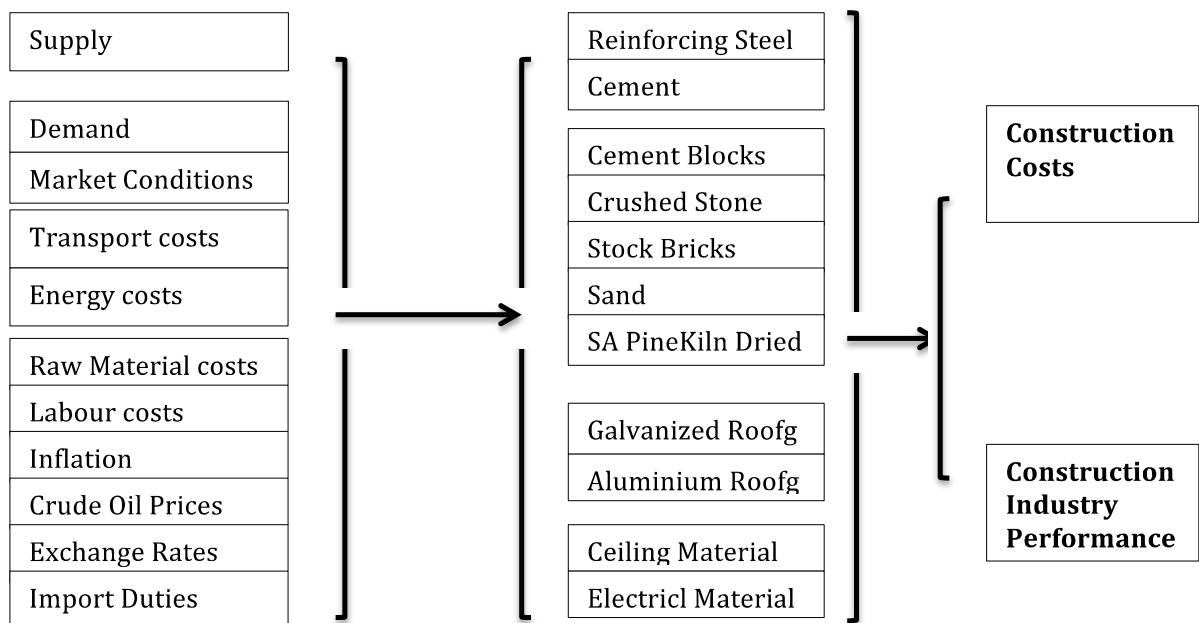 Supply
Demand
Market Conditions
Transport costs
Energy costs
Raw Material costs
Labour costs
Inflation
Crude Oil Prices
Exchange Rates
Import Duties
Reinforcing Steel
Cement
Cement Blocks
Crushed Stone
Stock Bricks
Sand
SA PineKiln Dried
Galvanized Roofg
Aluminium Roofg
Ceiling Material
Electricl Material
Construction
Costs
Construction
Industry
Performance